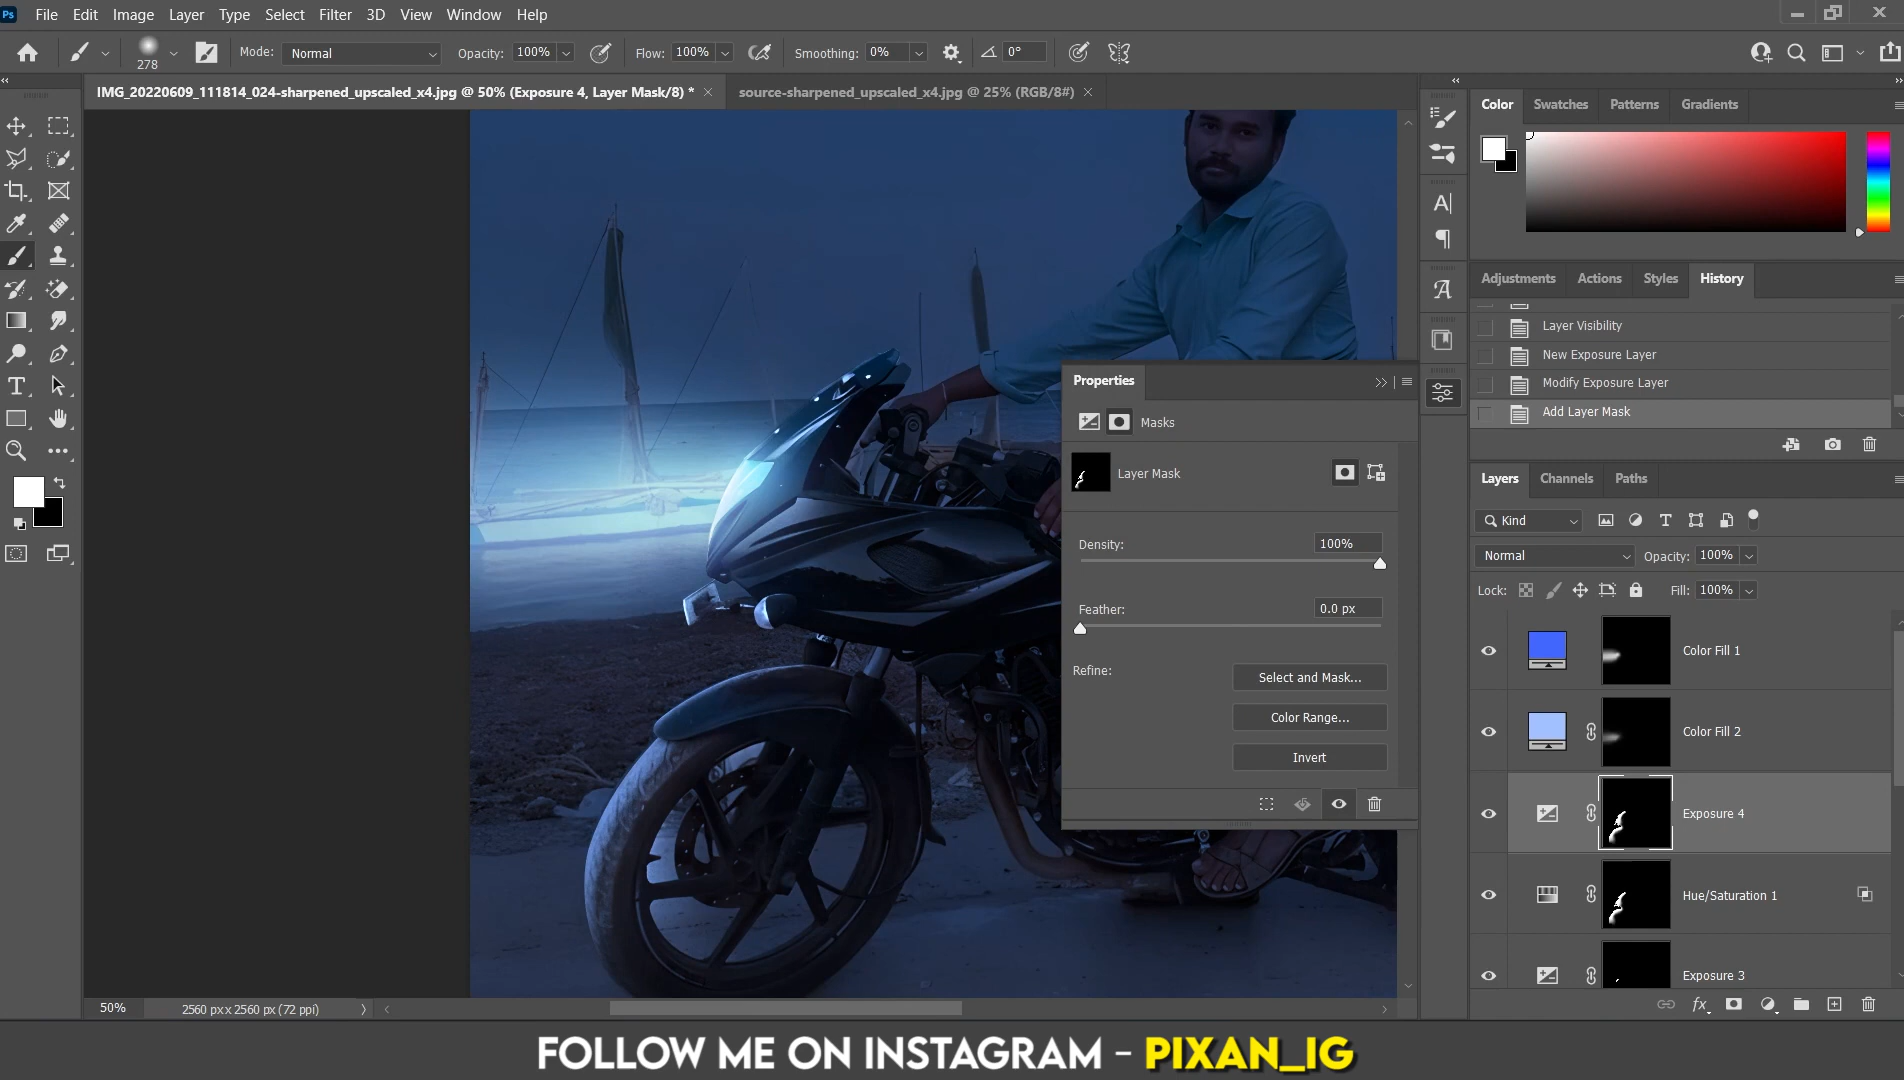 Ps File Edit Image Layer Type Select Filter 3D View Window Help
278 Mode: Normal Opacity: 100% Flow: 100% Smoothing: 0% 0°
IMG_20220609_111814_024-sharpened_upscaled_x4.jpg @ 50% (Exposure 4, Layer Mask/8) * source-sharpened_upscaled_x4.jpg @ 25% (RGB/8#)
Color Swatches Patterns Gradients
Adjustments Actions Styles History
Layer Visibility
New Exposure Layer
Modify Exposure Layer
Add Layer Mask
Properties
Masks
Layer Mask
Density: 100%
Feather: 0.0 px
Refine: Select and Mask...
Color Range...
Invert
Layers Channels Paths
Kind
Normal Opacity: 100%
Lock: Fill: 100%
Color Fill 1
Color Fill 2
Exposure 4
Hue/Saturation 1
Exposure 3
50% 2560 px x 2560 px (72 ppi)
FOLLOW ME ON INSTAGRAM - PIXAN_IG